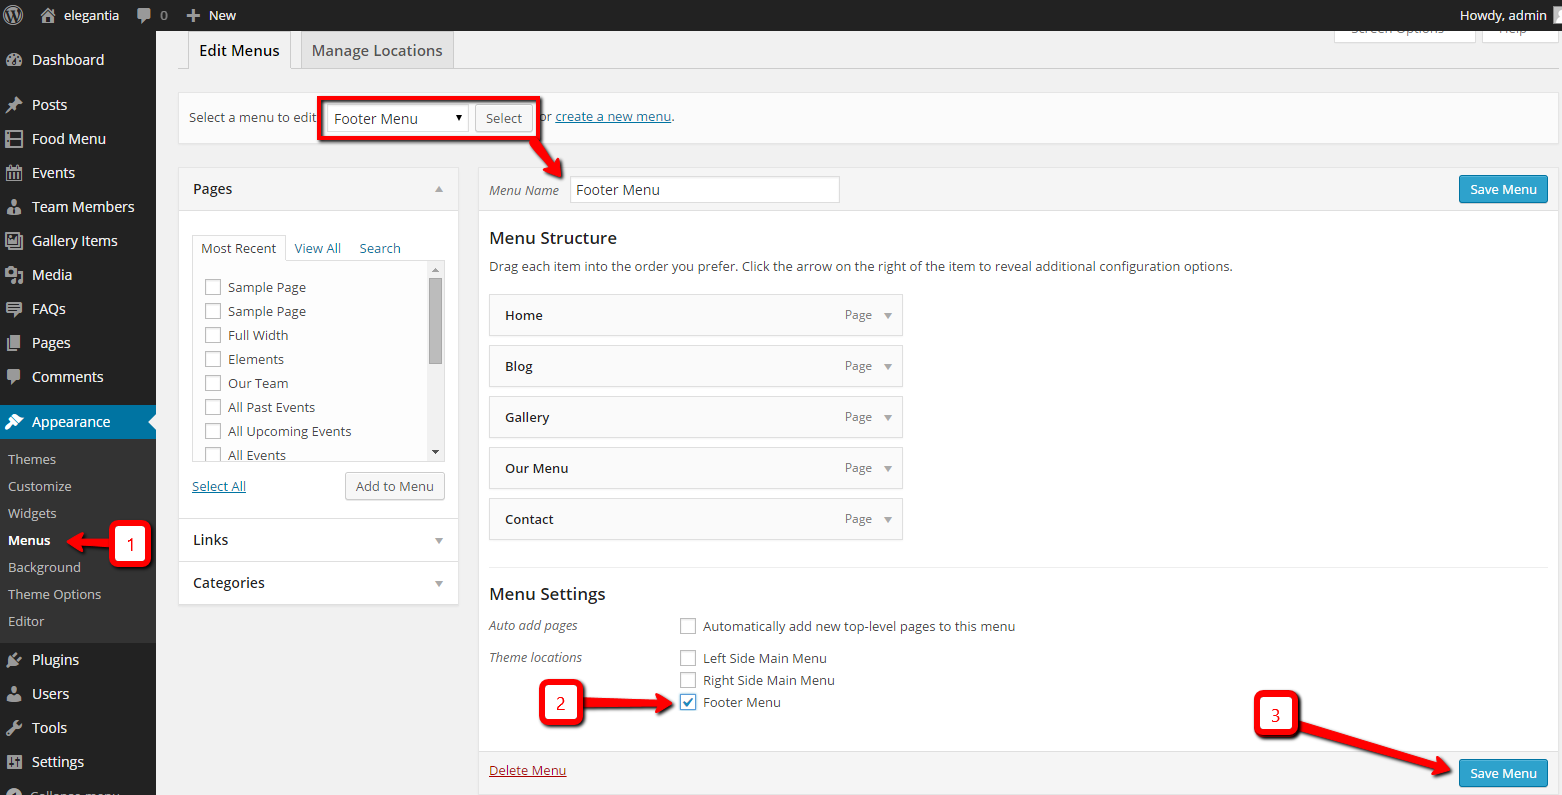 elegantia 0 New Howdy, admin
Edit Menus Manage Locations Screen Options Help
Select a menu to edit Footer Menu Select or create a new menu.
Dashboard
Posts
Food Menu
Events
Team Members
Gallery Items
Media
FAQs
Pages
Comments
Appearance
Themes
Customize
Widgets
Menus
1
Background
Theme Options
Editor
Plugins
Users
Tools
Settings
Collapse menu
Pages
Most Recent View All Search
Sample Page
Sample Page
Full Width
Elements
Our Team
All Past Events
All Upcoming Events
All Events
Select All Add to Menu
Links
Categories
Menu Name Footer Menu Save Menu
Menu Structure
Drag each item into the order you prefer. Click the arrow on the right of the item to reveal additional configuration options.
Home Page
Blog Page
Gallery Page
Our Menu Page
Contact Page
Menu Settings
Auto add pages Automatically add new top-level pages to this menu
Theme locations Left Side Main Menu
Right Side Main Menu
2 Footer Menu
3
Delete Menu Save Menu